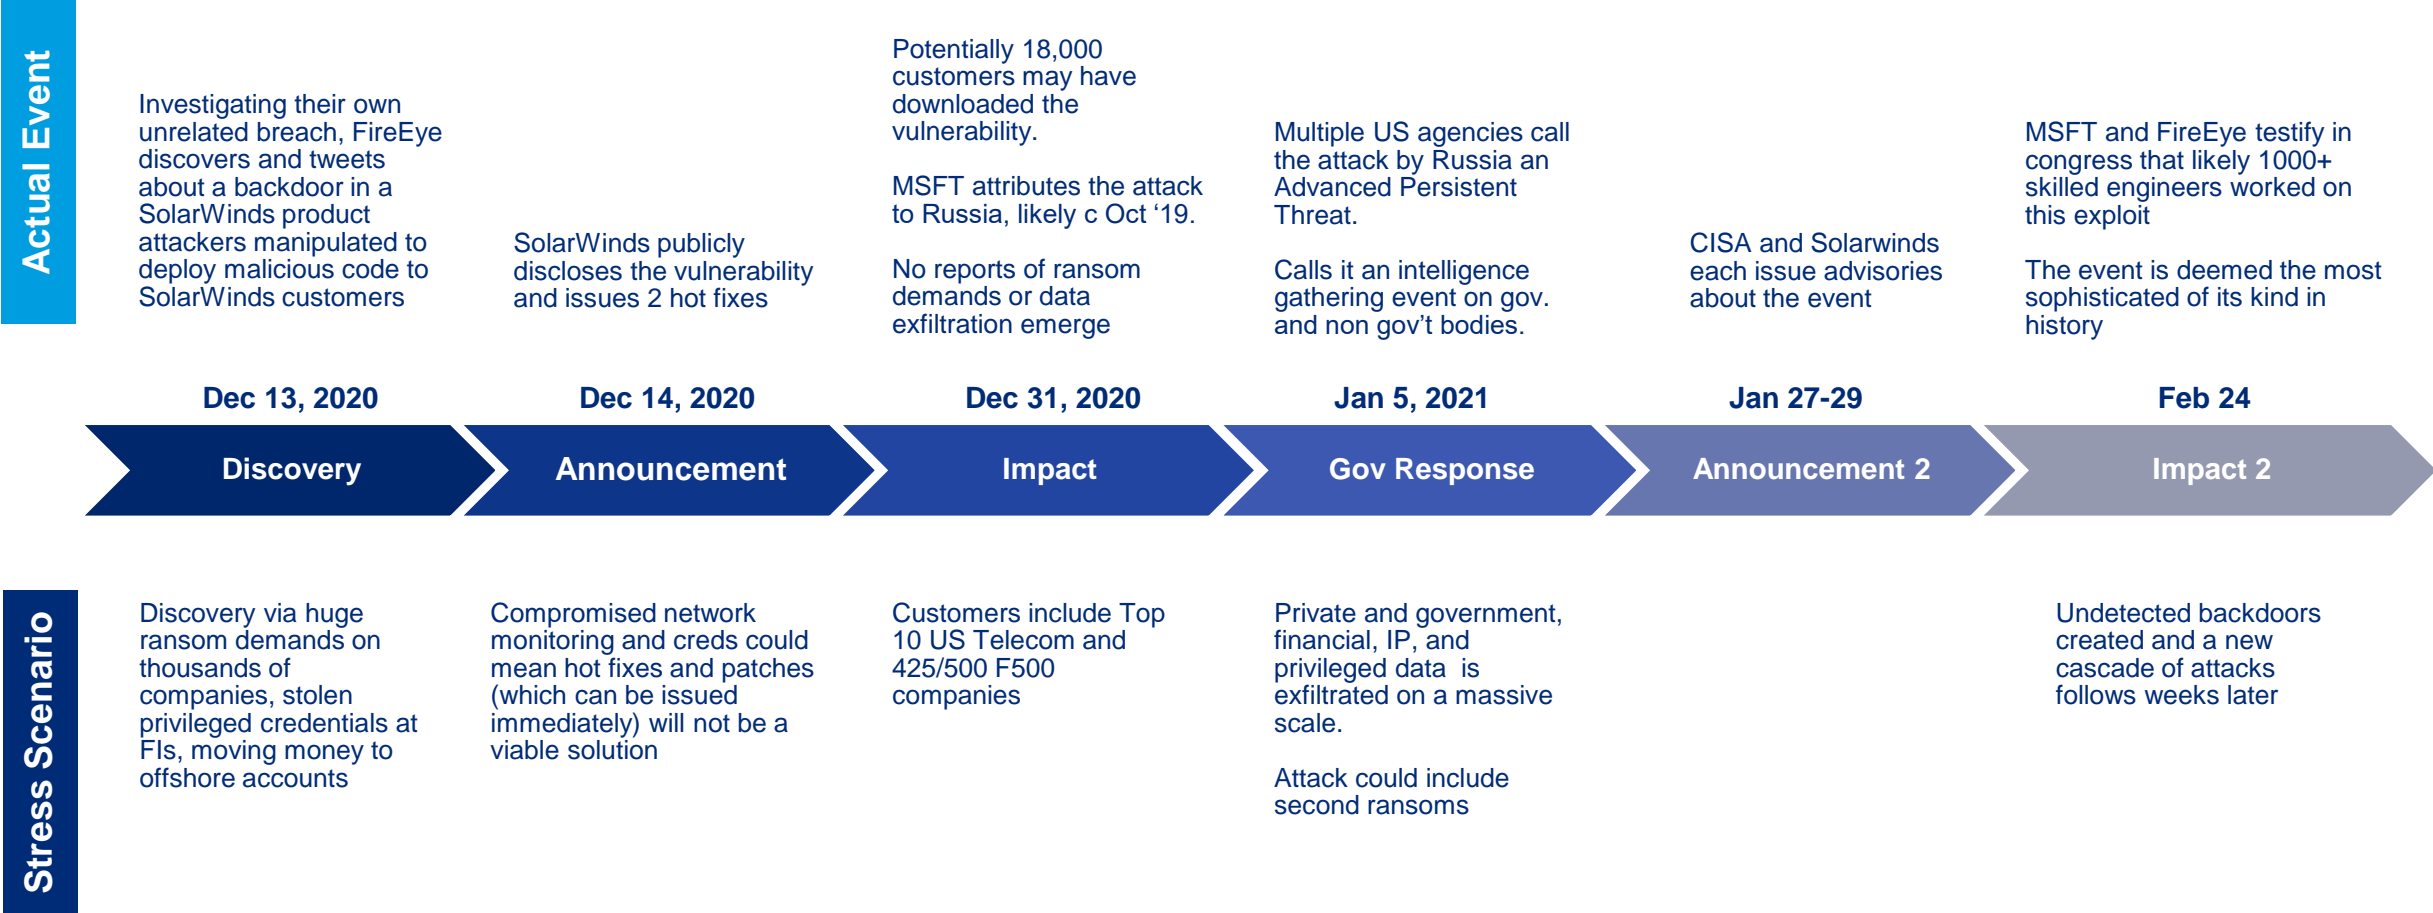 Actual Event
Investigating their own
unrelated breach, FireEye
discovers and tweets
about a backdoor in a
SolarWinds product
attackers manipulated to
deploy malicious code to
SolarWinds customers
SolarWinds publicly
discloses the vulnerability
and issues 2 hot fixes
Potentially 18,000
customers may have
downloaded the
vulnerability.
MSFT attributes the attack
to Russia, likely c Oct ‘19.
No reports of ransom
demands or data
exfiltration emerge
Multiple US agencies call
the attack by Russia an
Advanced Persistent
Threat.
Calls it an intelligence
gathering event on gov.
and non gov’t bodies.
CISA and Solarwinds
each issue advisories
about the event
MSFT and FireEye testify in
congress that likely 1000+
skilled engineers worked on
this exploit
The event is deemed the most
sophisticated of its kind in
history
Dec 13, 2020
Dec 14, 2020
Dec 31, 2020
Jan 5, 2021
Jan 27-29
Feb 24
Discovery
Announcement
Impact
Gov Response
Announcement 2
Impact 2
Stress Scenario
Discovery via huge
ransom demands on
thousands of
companies, stolen
privileged credentials at
FIs, moving money to
offshore accounts
Compromised network
monitoring and creds could
mean hot fixes and patches
(which can be issued
immediately) will not be a
viable solution
Customers include Top
10 US Telecom and
425/500 F500
companies
Private and government,
financial, IP, and
privileged data  is
exfiltrated on a massive
scale.
Attack could include
second ransoms
Undetected backdoors
created and a new
cascade of attacks
follows weeks later